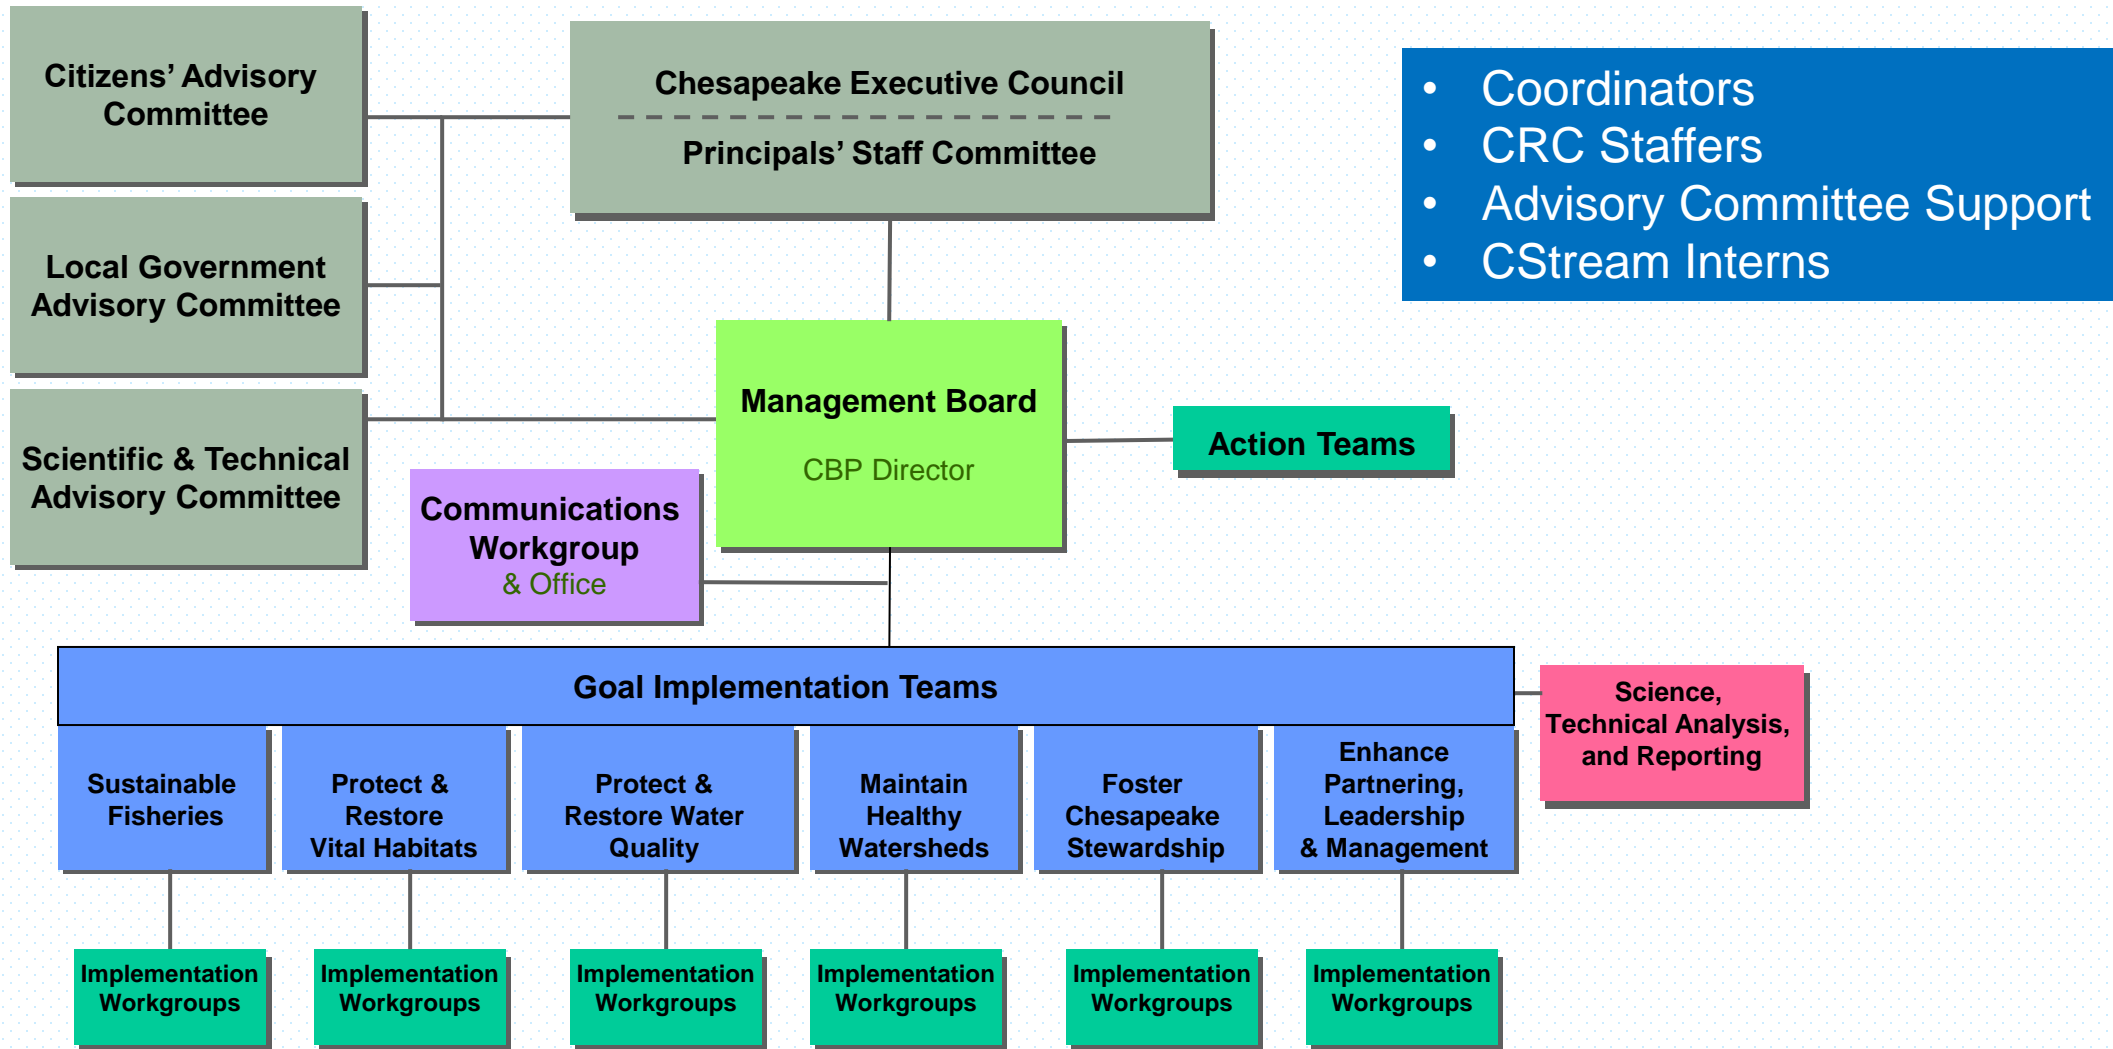 Citizens’ Advisory
Committee
Chesapeake Executive Council
Principals’ Staff Committee
• Coordinators
• CRC Staffers
• Advisory Committee Support
• CStream Interns
Local Government
Advisory Committee
Scientific & Technical
Advisory Committee
Management Board
CBP Director
Action Teams
Communications
Workgroup
& Office
Goal Implementation Teams
Science,
Technical Analysis,
and Reporting
Sustainable
Fisheries
Protect &
Restore
Vital Habitats
Protect &
Restore Water
Quality
Maintain
Healthy
Watersheds
Foster
Chesapeake
Stewardship
Enhance
Partnering,
Leadership
& Management
Implementation
Workgroups
Implementation
Workgroups
Implementation
Workgroups
Implementation
Workgroups
Implementation
Workgroups
Implementation
Workgroups